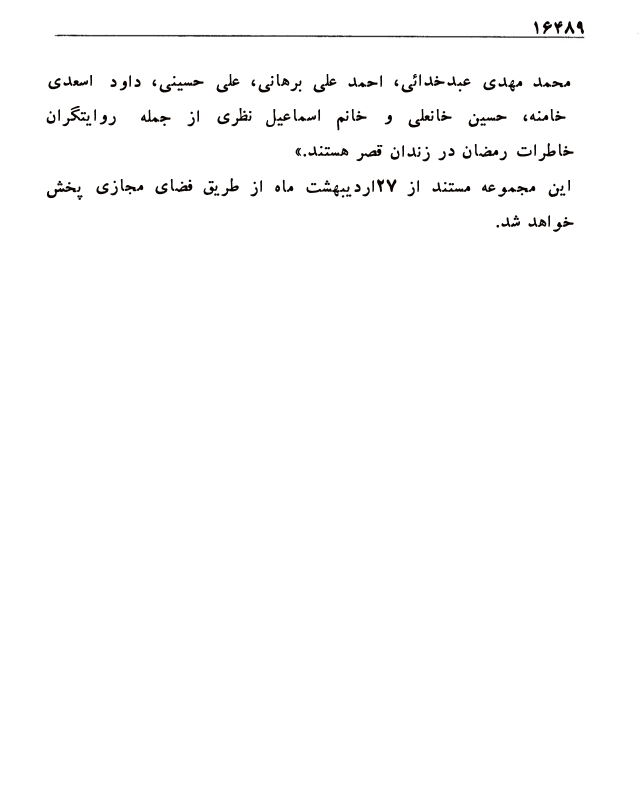 ۱۶۴۸۹
محمد مهدی عبدخدائی، احمد علی برهانی، علی حسینی، داود اسعدی
خامنه، حسین خانعلی و خانم اسماعیل نظری از جمله روایتگران
خاطرات رمضان در زندان قصر هستند.»
این مجموعه مستند از ۲۷اردیبهشت ماه از طریق فضای مجازی پخش
خواهد شد.